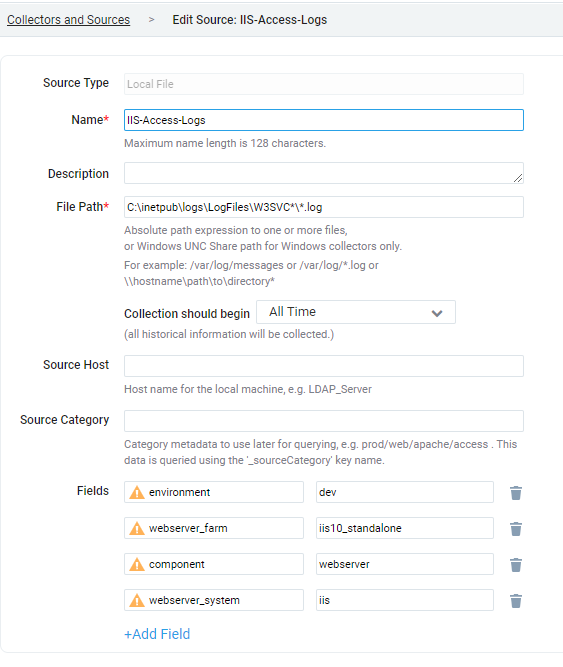 Collectors and Sources > Edit Source: IIS-Access-Logs
Source Type Local File
Name* IIS-Access-Logs
Maximum name length is 128 characters.
Description
File Path* C:\inetpub\logs\LogFiles\W3SVC*\*.log
Absolute path expression to one or more files,
or Windows UNC Share path for Windows collectors only.
For example: /var/log/messages or /var/log/*.log or
\\hostname\path\to\directory*
Collection should begin All Time
(all historical information will be collected.)
Source Host
Host name for the local machine, e.g. LDAP_Server
Source Category
Category metadata to use later for querying, e.g. prod/web/apache/access . This
data is queried using the '_sourceCategory' key name.
Fields environment dev
webserver_farm iis10_standalone
component webserver
webserver_system iis
+Add Field